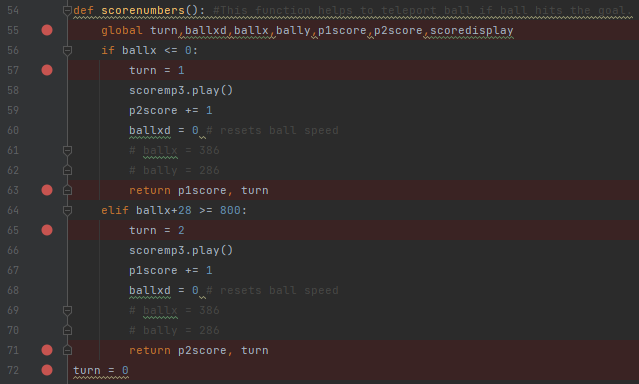 54 def scorenumbers(): #This function helps to teleport ball if ball hits the goal.
55 global turn,ballxd,ballx,bally,p1score,p2score,scoredisplay
56 if ballx <= 0:
57 turn = 1
58 scoremp3.play()
59 p2score += 1
60 ballxd = 0 # resets ball speed
61 # ballx = 386
62 # bally = 286
63 return p1score, turn
64 elif ballx+28 >= 800:
65 turn = 2
66 scoremp3.play()
67 p1score += 1
68 ballxd = 0 # resets ball speed
69 # ballx = 386
70 # bally = 286
71 return p2score, turn
72 turn = 0